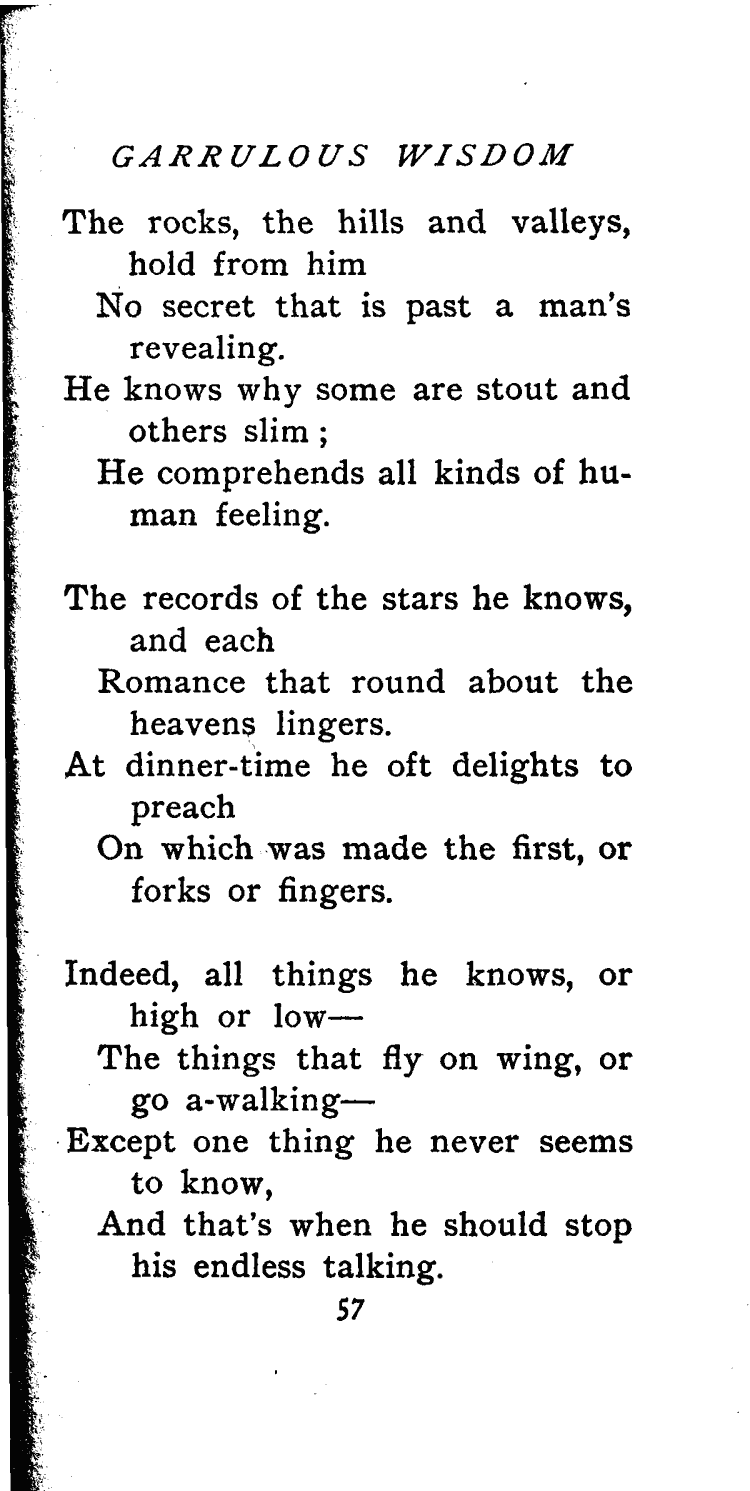 GARRULOUS WISDOM
The rocks, the hills and valleys,
hold from him
No secret that is past a man's
revealing.
He knows why some are stout and
others slim ;
He comprehends all kinds of hu-
man feeling.
The records of the stars he knows,
and each
Romance that round about the
heavens lingers.
At dinner-time he oft delights to
preach
On which was made the first, or
forks or fingers.
Indeed, all things he knows, or
high or low—
The things that fly on wing, or
go a-walking—
Except one thing he never seems
to know,
And that's when he should stop
his endless talking.
57